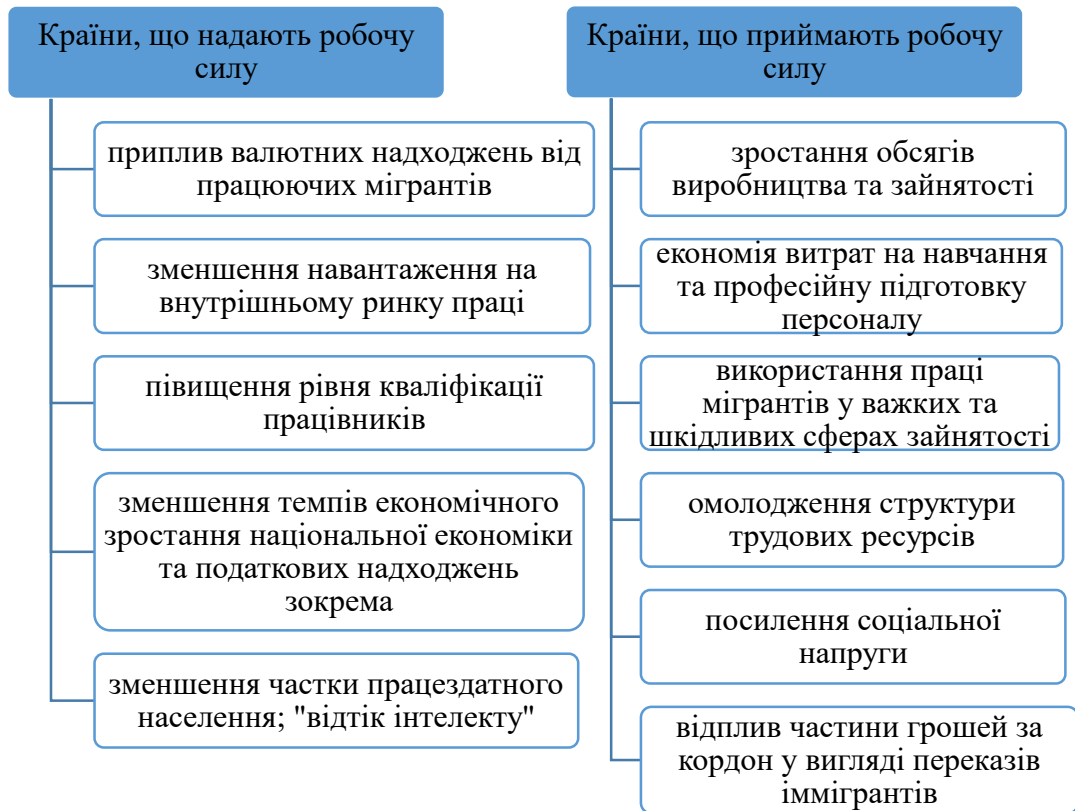 Країни, що надають робочу
силу
приплив валютних надходжень від
працюючих мігрантів
зменшення навантаження на
внутрішньому ринку праці
півищення рівня кваліфікації
працівників
зменшення темпів економічного
зростання національної економіки
та податкових надходжень
зокрема
зменшення частки працездатного
населення; "відтік інтелекту"
Країни, що приймають робочу
силу
зростання обсягів
виробництва та зайнятості
економія витрат на навчання
та професійну підготовку
персоналу
використання праці
мігрантів у важких та
шкідливих сферах зайнятості
омолодження структури
трудових ресурсів
посилення соціальної
напруги
відплив частини грошей за
кордон у вигляді переказів
іммігрантів